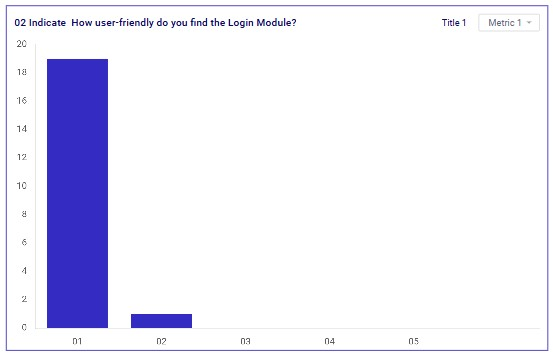 02 Indicate How user-friendly do you find the Login Module?
Title 1
Metric 1
20
18
16
14
12
10
8
6
4
2
0
01 02 03 04 05